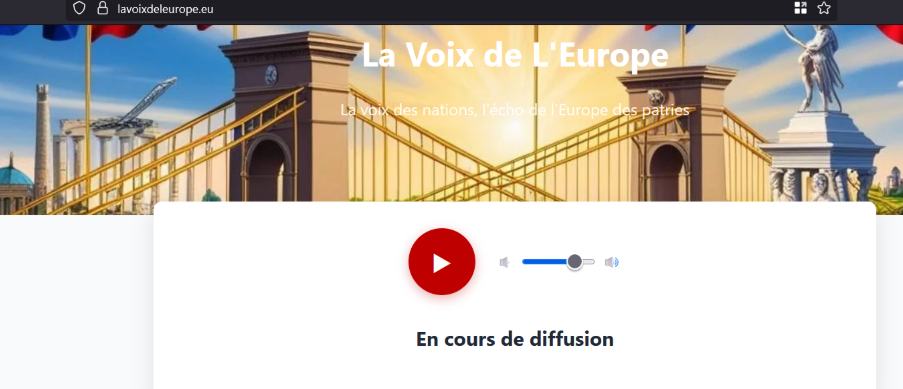 lavoixdeleurope.eu
La Voix de L'Europe
La voix des nations, l'écho de l'Europe des patries
En cours de diffusion